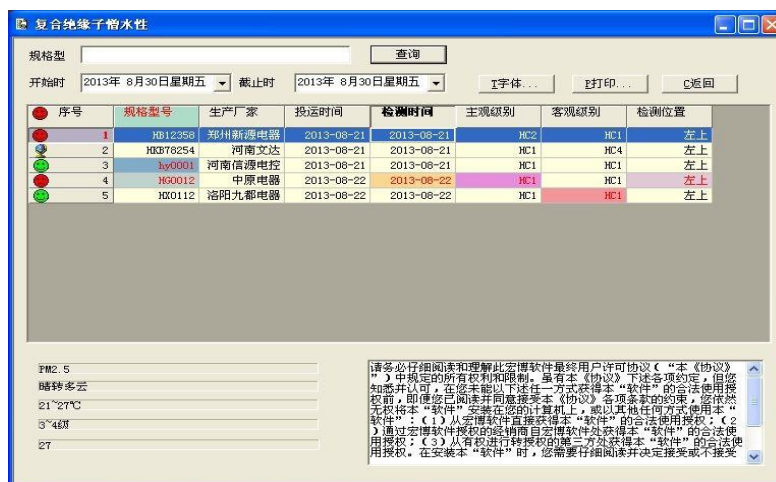 复合绝缘子憎水性
规格型 查询
开始时 2013年 8月30日星期五 截止时 2013年 8月30日星期五 T字体... P打印... C返回
序号 规格型号 生产厂家 投运时间 检测时间 主观级别 客观级别 检测位置
1 HB12358 郑州新源电器 2013-08-21 2013-08-21 HC2 HC1 左上
2 HKB78254 河南文达 2013-08-21 2013-08-21 HC1 HC4 左上
3 hy0001 河南信源电控 2013-08-21 2013-08-21 HC1 HC1 左上
4 HG0012 中原电器 2013-08-22 2013-08-22 HC1 HC1 左上
5 HX0112 洛阳九都电器 2013-08-22 2013-08-22 HC1 HC1 左上
PM2.5
晴转多云
21~27℃
3~4级
27
请务必仔细阅读和理解此宏博软件最终用户许可协议（“本《协议》
”）中规定的所有权利和限制。虽有本《协议》下述各项约定，但您
知悉并认可，在您未能以下述任一方式获得本“软件”的合法使用授
权前，即便您已阅读并同意接受本《协议》各项条款的约束，您依然
无权将本“软件”安装在您的计算机上，或以其他任何方式使用本“
软件”：（1）从宏博软件直接获得本“软件”的合法使用授权；（2
）通过宏博软件授权的经销商自宏博软件处获得本“软件”的合法使
用授权；（3）从有权进行转授权的第三方处获得本“软件”的合法使
用授权。在安装本“软件”时，您需要仔细阅读并决定接受或不接受